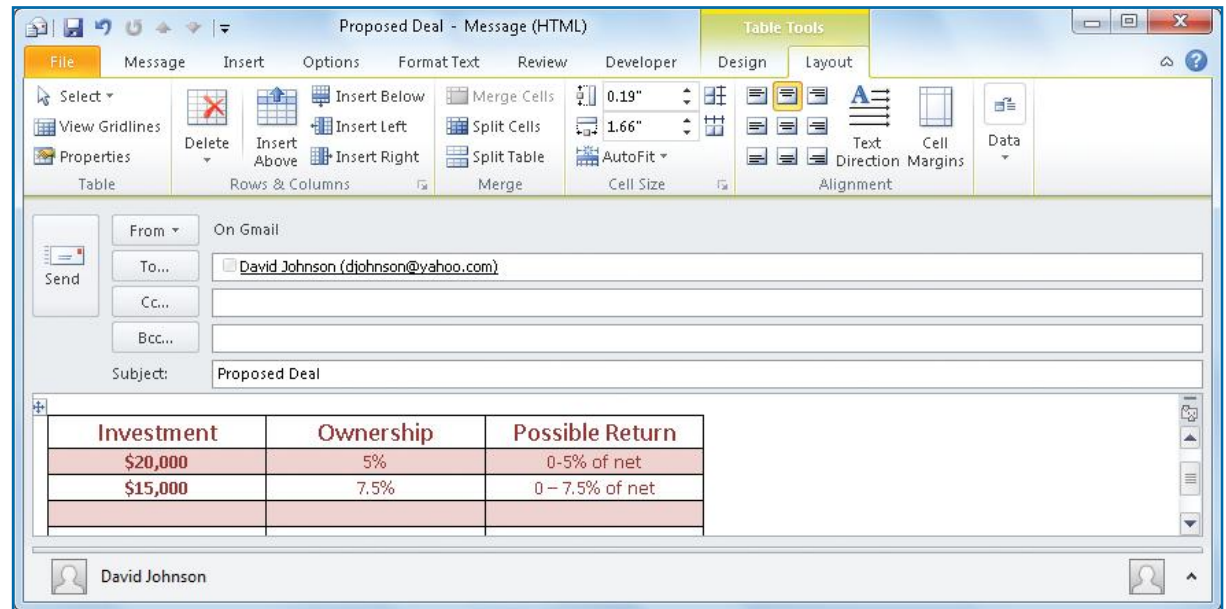 Proposed Deal - Message (HTML) Table Tools
File Message Insert Options Format Text Review Developer Design Layout
Select Insert Below Merge Cells 0.19" 
View Gridlines Insert Left Split Cells 1.66"
Properties Delete Insert Above Insert Right Split Table AutoFit Text Direction Cell Margins Data
Table Rows & Columns Merge Cell Size Alignment
From On Gmail
Send To... David Johnson (djohnson@yahoo.com)
Cc...
Bcc...
Subject: Proposed Deal
Investment Ownership Possible Return
$20,000 5% 0-5% of net
$15,000 7.5% 0 – 7.5% of net
David Johnson